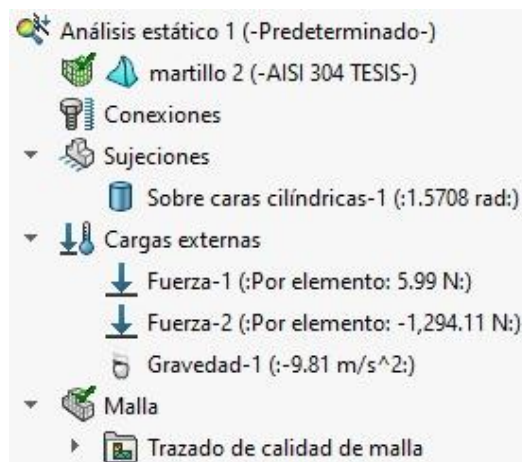 Análisis estático 1 (-Predeterminado-)
martillo 2 (-AISI 304 TESIS-)
Conexiones
Sujeciones
Sobre caras cilíndricas-1 (:1.5708 rad:)
Cargas externas
Fuerza-1 (:Por elemento: 5.99 N:)
Fuerza-2 (:Por elemento: -1,294.11 N:)
Gravedad-1 (:-9.81 m/s^2:)
Malla
Trazado de calidad de malla